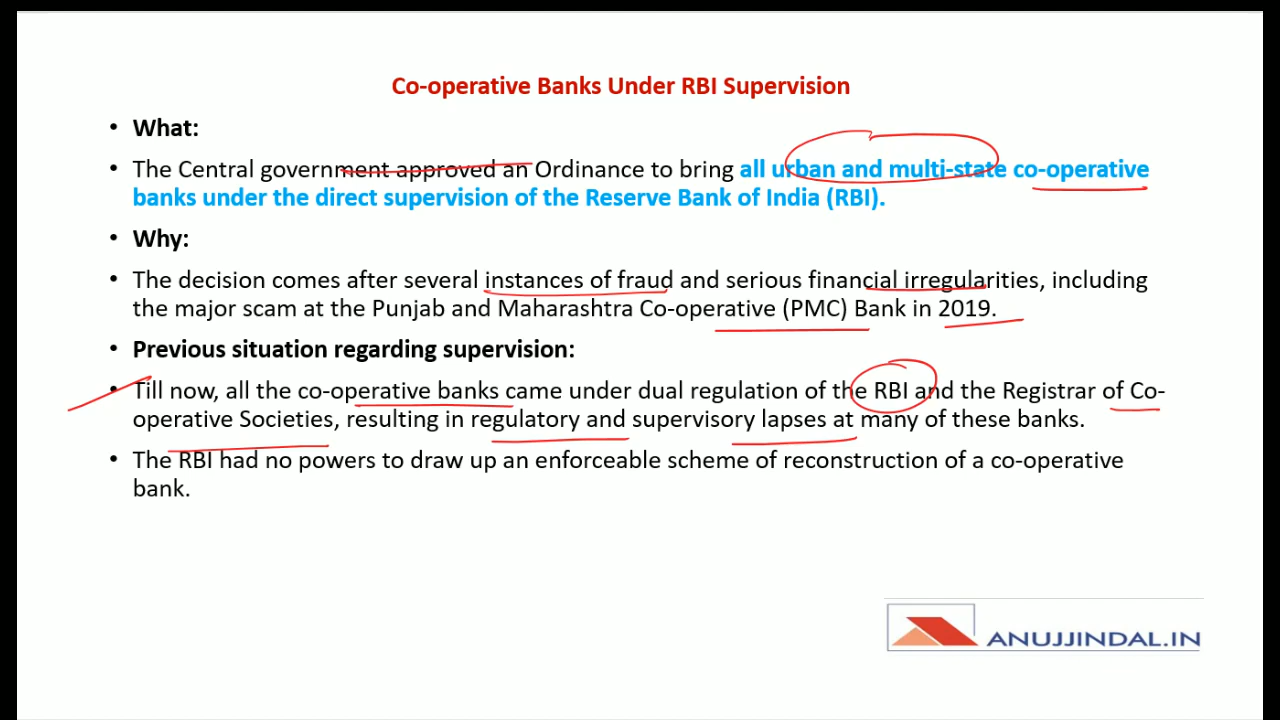 Co-operative Banks Under RBI Supervision
• What:
• The Central government approved an Ordinance to bring all urban and multi-state co-operative
banks under the direct supervision of the Reserve Bank of India (RBI).
• Why:
• The decision comes after several instances of fraud and serious financial irregularities, including
the major scam at the Punjab and Maharashtra Co-operative (PMC) Bank in 2019.
• Previous situation regarding supervision:
• Till now, all the co-operative banks came under dual regulation of the RBI and the Registrar of Co-
operative Societies, resulting in regulatory and supervisory lapses at many of these banks.
• The RBI had no powers to draw up an enforceable scheme of reconstruction of a co-operative
bank.
ANUJJINDAL.IN